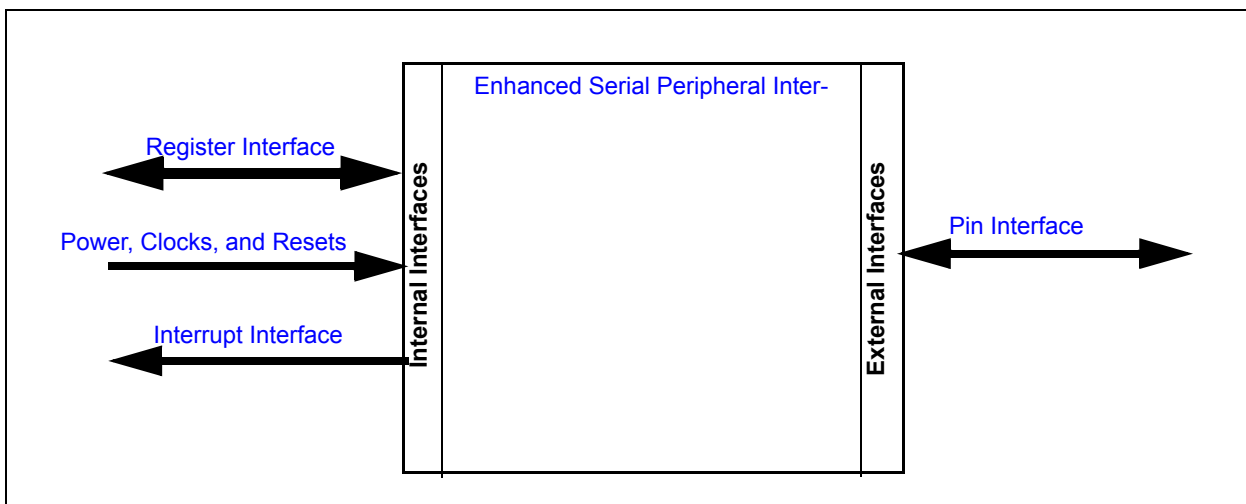 Enhanced Serial Peripheral Inter-
Register Interface
Power, Clocks, and Resets
Interrupt Interface
Internal Interfaces
External Interfaces
Pin Interface